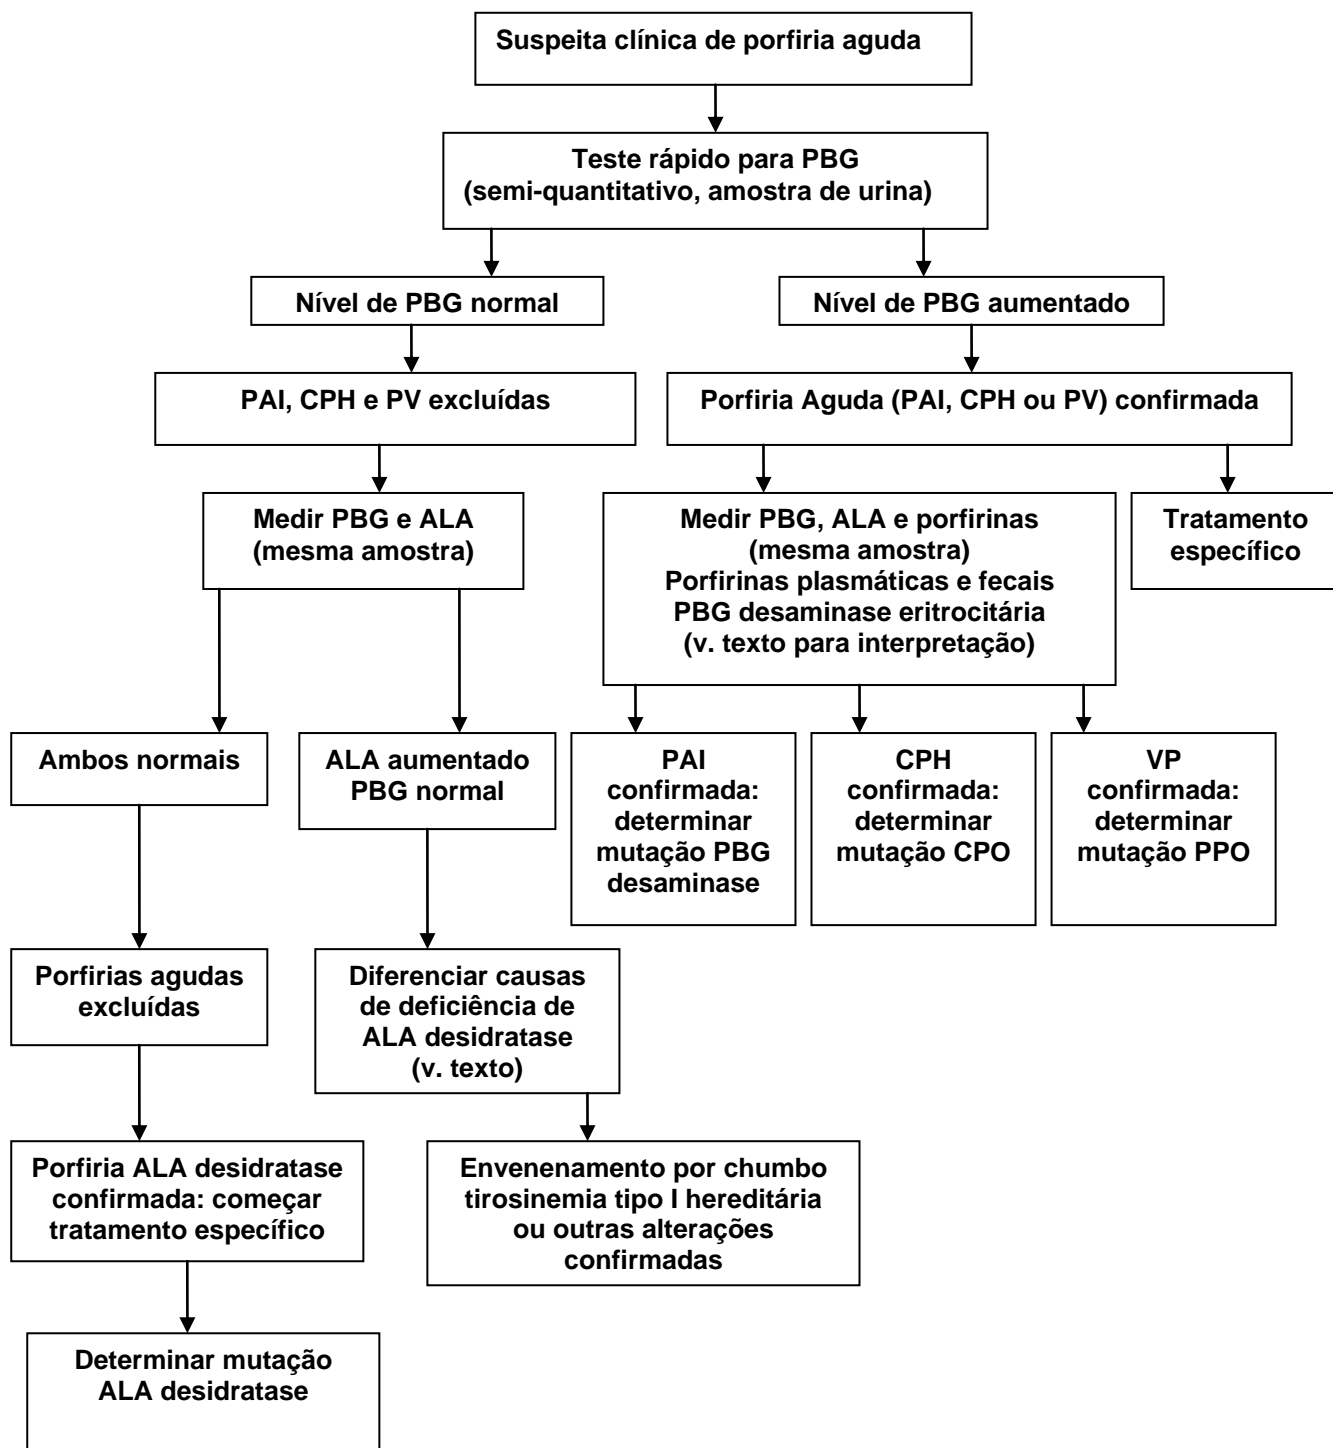 Suspeita clínica de porfiria aguda
Teste rápido para PBG
(semi-quantitativo, amostra de urina)
Nível de PBG normal
Nível de PBG aumentado
PAI, CPH e PV excluídas
Porfiria Aguda (PAI, CPH ou PV) confirmada
Medir PBG e ALA
(mesma amostra)
Medir PBG, ALA e porfirinas
(mesma amostra)
Porfirinas plasmáticas e fecais
PBG desaminase eritrocitária
(v. texto para interpretação)
Tratamento
específico
Ambos normais
ALA aumentado
PBG normal
PAI
confirmada:
determinar
mutação PBG
desaminase
CPH
confirmada:
determinar
mutação CPO
VP
confirmada:
determinar
mutação PPO
Porfirias agudas
excluídas
Diferenciar causas
de deficiência de
ALA desidratase
(v. texto)
Porfiria ALA desidratase
confirmada: começar
tratamento específico
Envenenamento por chumbo
tirosinemia tipo I hereditária
ou outras alterações
confirmadas
Determinar mutação
ALA desidratase